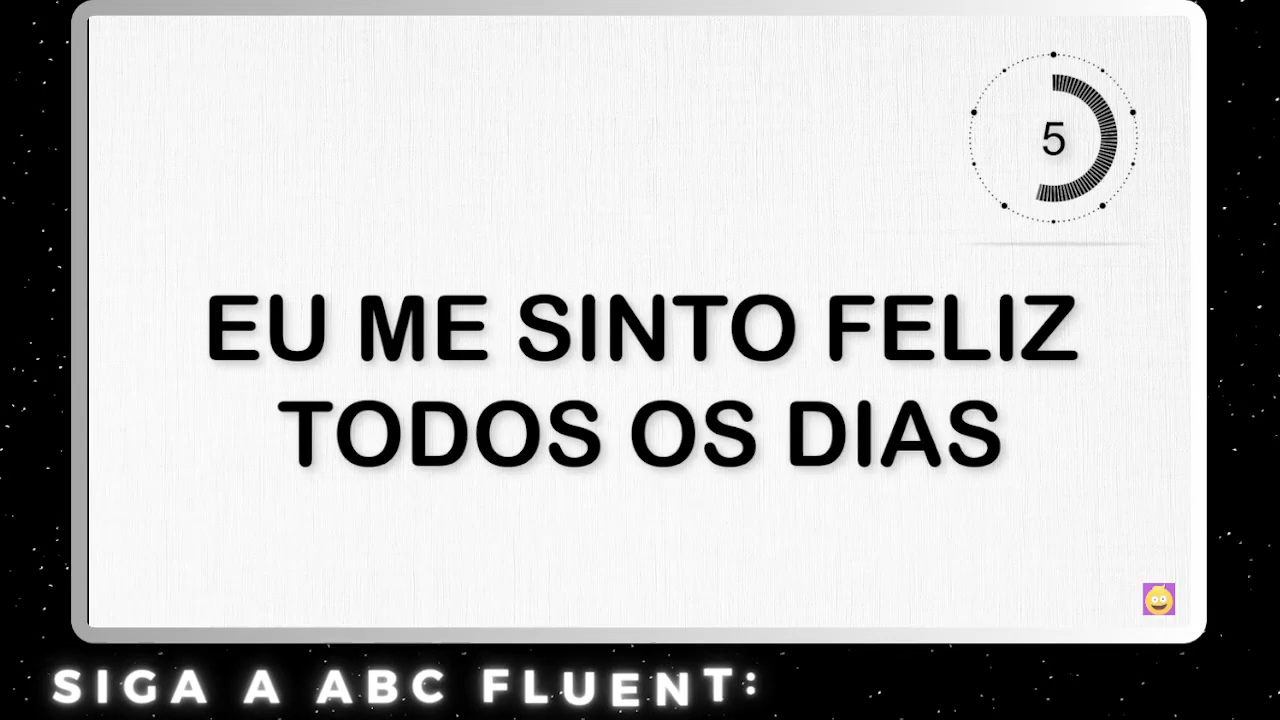 5
EU ME SINTO FELIZ
TODOS OS DIAS
SIGA A ABC FLUENT: